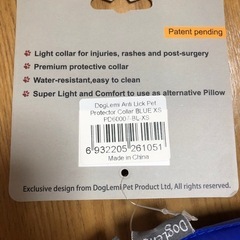 Patent pending
Light collar for injuries, rashes and post-surgery
Premium protective collar
Water-resistant,easy to clean
Super Light and Comfort to use as alternative Pillow
DogLemi Anti Lick Pet
Protector Collar BLUE XS
PD60007-BL-XS
6 932205 261051
Made in China
Exclusive design from DogLemi Pet Product Ltd, All Rights Reserved.
DogLemi